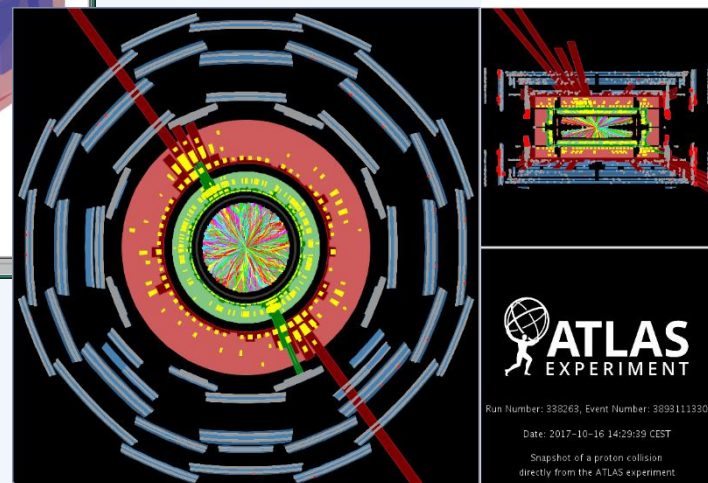 ATLAS
EXPERIMENT
Run Number: 338263, Event Number: 3893111330
Date: 2017-10-16 14:29:39 CEST
Snapshot of a proton collision
directly from the ATLAS experiment